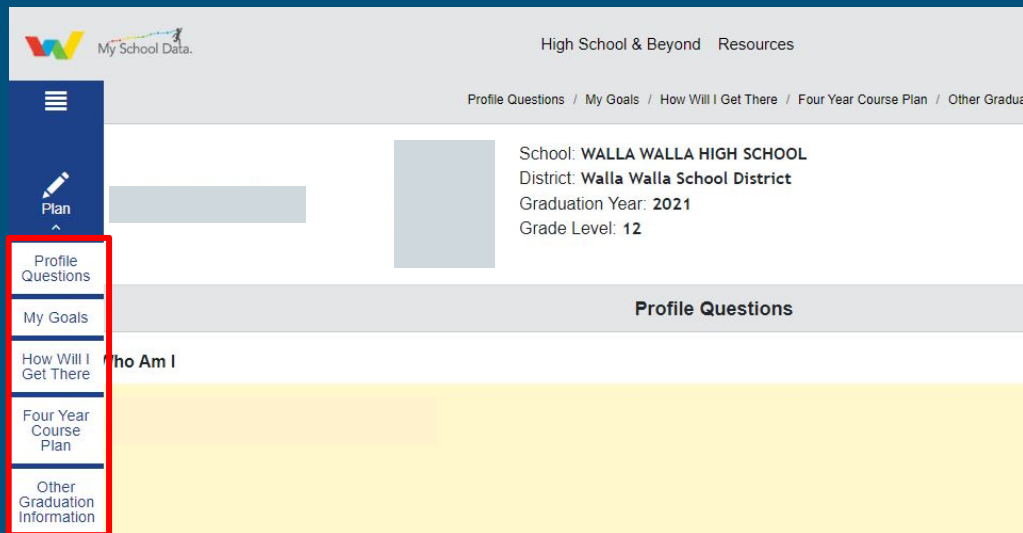 My School Data.
High School & Beyond Resources
Profile Questions / My Goals / How Will I Get There / Four Year Course Plan / Other
School: WALLA WALLA HIGH SCHOOL
District: Walla Walla School District
Graduation Year: 2021
Grade Level: 12
Plan
Profile
Questions
My Goals
How Will I
Get There
Four Year
Course
Plan
Other
Graduation
Information
Profile Questions
Who Am I